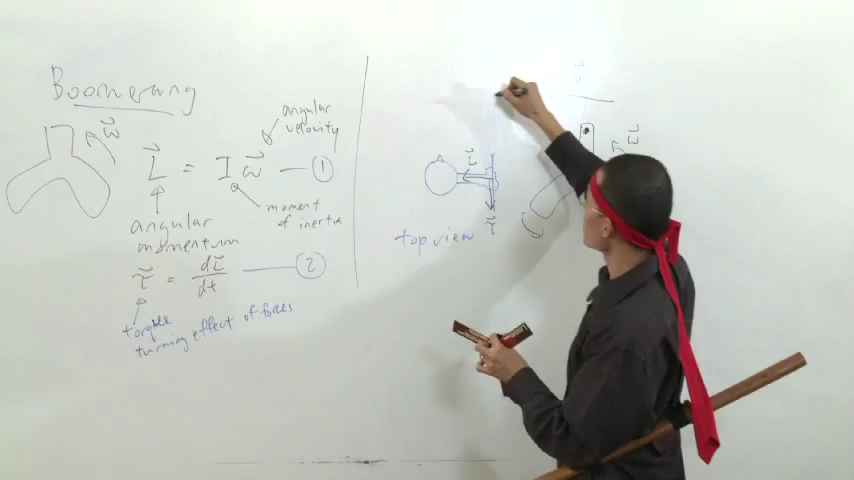 Boomerang
ω⃗
angular
velocity
L⃗ = I ω⃗ — ①
moment
of inertia
angular
momentum
τ⃗ = dL⃗/dt — ②
torque
turning effect of forces
L⃗
τ⃗
top view
ω⃗